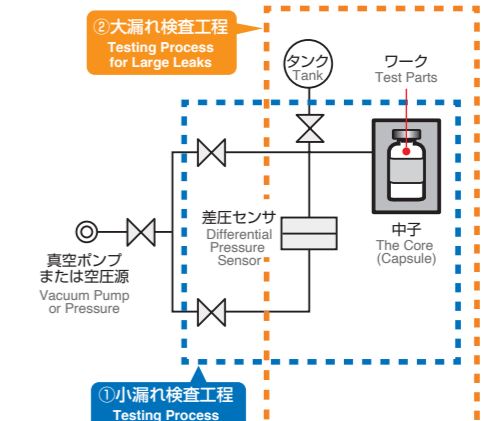 ②大漏れ検査工程
Testing Process
for Large Leaks
タンク
Tank
ワーク
Test Parts
差圧センサ
Differential
Pressure
Sensor
中子
The Core
(Capsule)
真空ポンプ
または空圧源
Vacuum Pump
or Pressure
①小漏れ検査工程
Testing Process